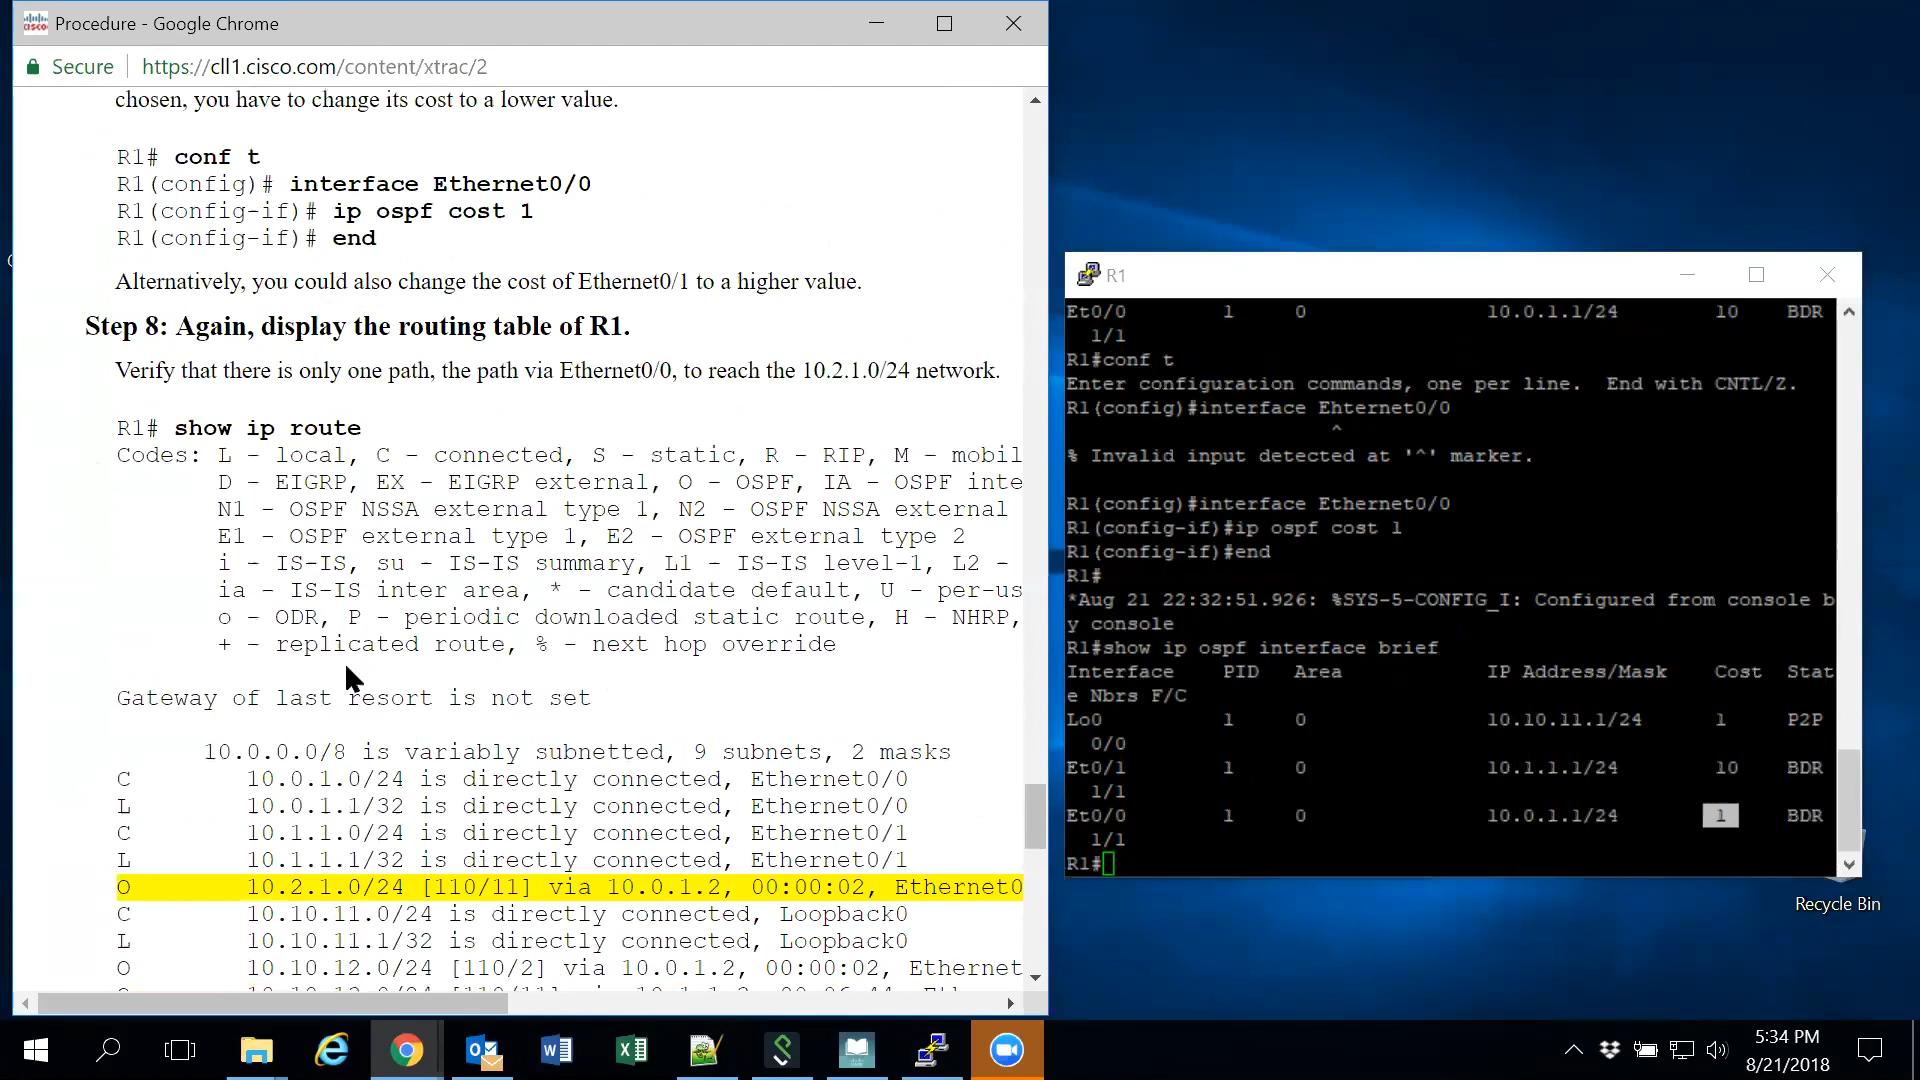 Procedure - Google Chrome
Secure https://cll1.cisco.com/content/xtrac/2
chosen, you have to change its cost to a lower value.
R1# conf t
R1(config)# interface Ethernet0/0
R1(config-if)# ip ospf cost 1
R1(config-if)# end
Alternatively, you could also change the cost of Ethernet0/1 to a higher value.
Step 8: Again, display the routing table of R1.
Verify that there is only one path, the path via Ethernet0/0, to reach the 10.2.1.0/24 network.
R1# show ip route
Codes: L - local, C - connected, S - static, R - RIP, M - mobil
D - EIGRP, EX - EIGRP external, O - OSPF, IA - OSPF inte
N1 - OSPF NSSA external type 1, N2 - OSPF NSSA external
E1 - OSPF external type 1, E2 - OSPF external type 2
i - IS-IS, su - IS-IS summary, L1 - IS-IS level-1, L2 -
ia - IS-IS inter area, * - candidate default, U - per-us
o - ODR, P - periodic downloaded static route, H - NHRP,
+ - replicated route, % - next hop override
Gateway of last resort is not set
10.0.0.0/8 is variably subnetted, 9 subnets, 2 masks
C 10.0.1.0/24 is directly connected, Ethernet0/0
L 10.0.1.1/32 is directly connected, Ethernet0/0
C 10.1.1.0/24 is directly connected, Ethernet0/1
L 10.1.1.1/32 is directly connected, Ethernet0/1
O 10.2.1.0/24 [110/11] via 10.0.1.2, 00:00:02, Ethernet0
C 10.10.11.0/24 is directly connected, Loopback0
L 10.10.11.1/32 is directly connected, Loopback0
O 10.10.12.0/24 [110/2] via 10.0.1.2, 00:00:02, Ethernet
R1
Et0/0 1 0 10.0.1.1/24 10 BDR
1/1
R1#conf t
Enter configuration commands, one per line. End with CNTL/Z.
R1(config)#interface Ehternet0/0
^
% Invalid input detected at '^' marker.
R1(config)#interface Ethernet0/0
R1(config-if)#ip ospf cost 1
R1(config-if)#end
R1#
*Aug 21 22:32:51.926: %SYS-5-CONFIG_I: Configured from console b
y console
R1#show ip ospf interface brief
Interface PID Area IP Address/Mask Cost Stat
e Nbrs F/C
Lo0 1 0 10.10.11.1/24 1 P2P
0/0
Et0/1 1 0 10.1.1.1/24 10 BDR
1/1
Et0/0 1 0 10.0.1.1/24 1 BDR
1/1
R1#
Recycle Bin
5:34 PM
8/21/2018